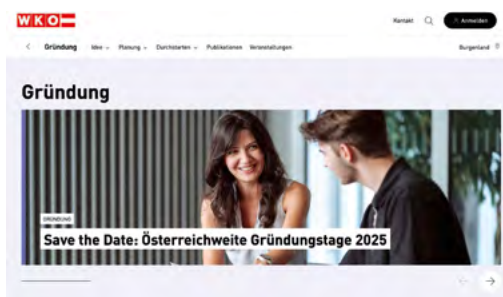 WKO
Kontakt
Anmelden
Gründung Idee Planung Durchstarten Publikationen Veranstaltungen Burgenland
Gründung
GRÜNDUNG
Save the Date: Österreichweite Gründungstage 2025